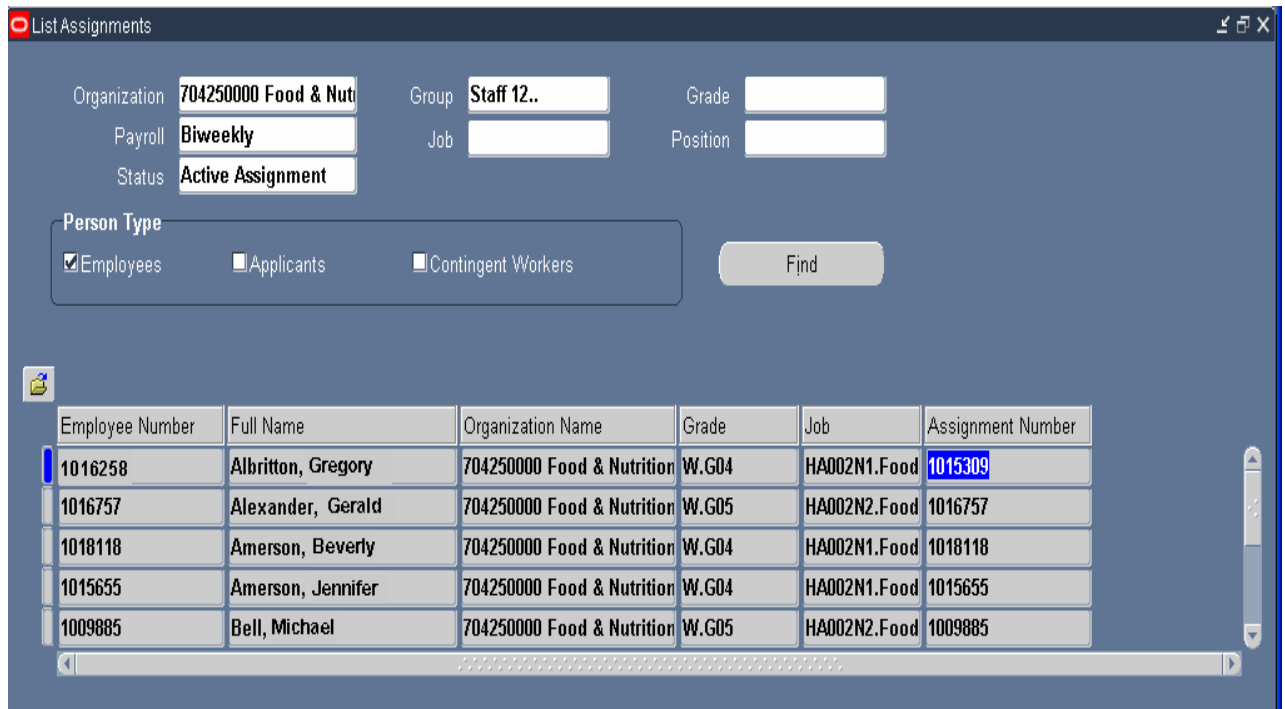 List Assignments
Organization 704250000 Food & Nutri Group Staff 12.. Grade
Payroll Biweekly Job Position
Status Active Assignment
Person Type
Employees Applicants Contingent Workers Find
Employee Number Full Name Organization Name Grade Job Assignment Number
1016258 Albritton, Gregory 704250000 Food & Nutrition W.G04 HA002N1.Food 1015309
1016757 Alexander, Gerald 704250000 Food & Nutrition W.G05 HA002N2.Food 1016757
1018118 Amerson, Beverly 704250000 Food & Nutrition W.G04 HA002N1.Food 1018118
1015655 Amerson, Jennifer 704250000 Food & Nutrition W.G04 HA002N1.Food 1015655
1009885 Bell, Michael 704250000 Food & Nutrition W.G05 HA002N2.Food 1009885